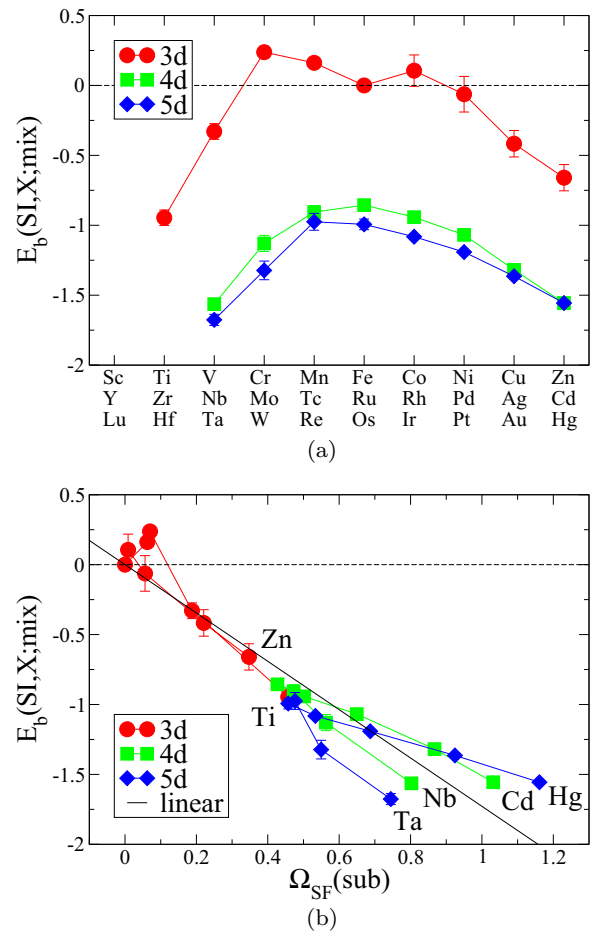 0.5
0
-0.5
-1
-1.5
-2
E_b(SI,X;mix)
3d
4d
5d
Sc Ti V Cr Mn Fe Co Ni Cu Zn
Y Zr Nb Mo Tc Ru Rh Pd Ag Cd
Lu Hf Ta W Re Os Ir Pt Au Hg
(a)
0.5
0
-0.5
-1
-1.5
-2
E_b(SI,X;mix)
Zn
Ti
Nb
Cd
Hg
Ta
3d
4d
5d
linear
0 0.2 0.4 0.6 0.8 1 1.2
Ω_SF(sub)
(b)